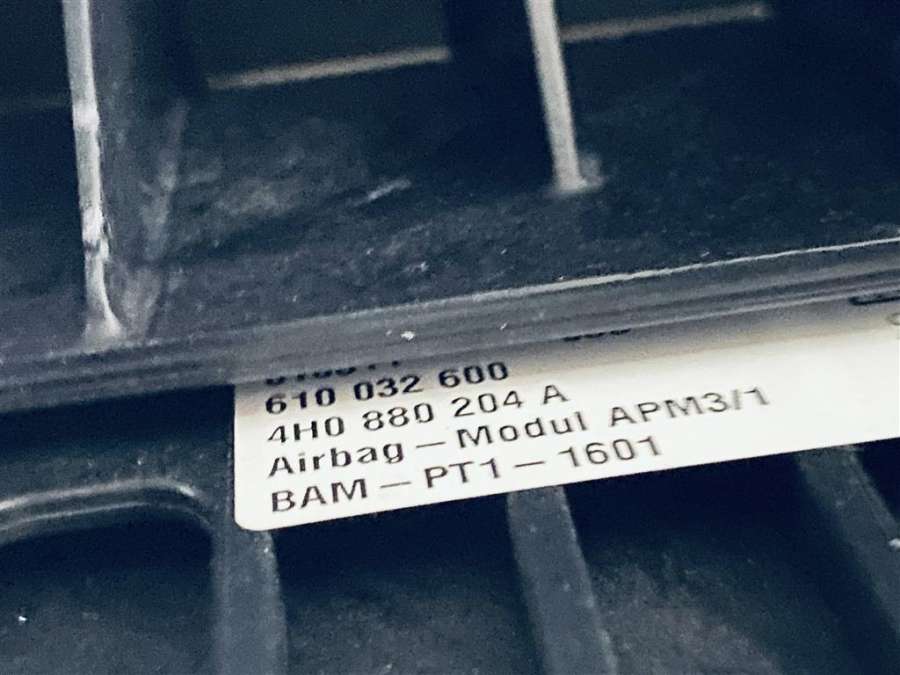 610 032 600
4H0 880 204 A
Airbag – Modul APM3/1
BAM – PT1 – 1601